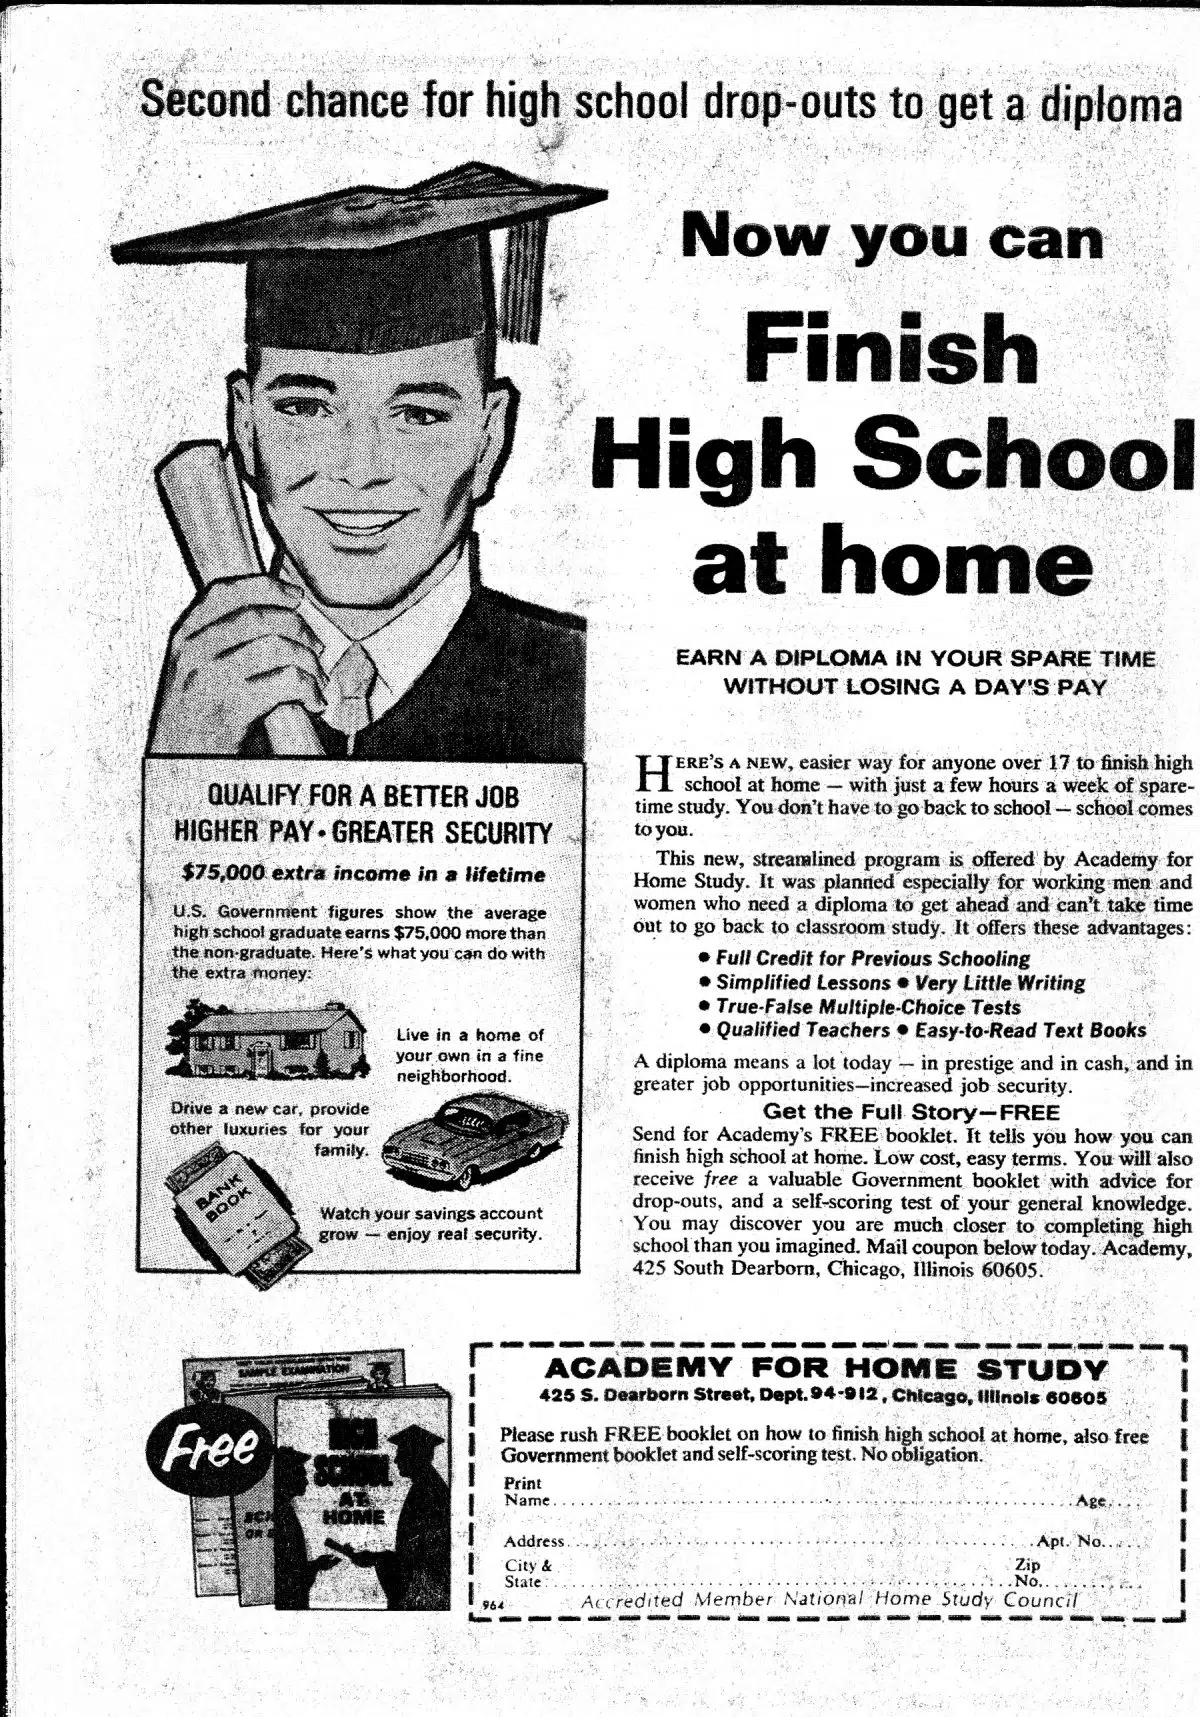 Second chance for high school drop-outs to get a diploma
Now you can
Finish
High School
at home
EARN A DIPLOMA IN YOUR SPARE TIME
WITHOUT LOSING A DAY'S PAY
QUALIFY FOR A BETTER JOB
HIGHER PAY • GREATER SECURITY
$75,000 extra income in a lifetime
U.S. Government figures show the average
high school graduate earns $75,000 more than
the non-graduate. Here's what you can do with
the extra money:
Live in a home of
your own in a fine
neighborhood.
Drive a new car, provide
other luxuries for your
family.
BANK
BOOK
Watch your savings account
grow — enjoy real security.
HERE'S A NEW, easier way for anyone over 17 to finish high
school at home — with just a few hours a week of spare-
time study. You don't have to go back to school — school comes
to you.
This new, streamlined program is offered by Academy for
Home Study. It was planned especially for working men and
women who need a diploma to get ahead and can't take time
out to go back to classroom study. It offers these advantages:
• Full Credit for Previous Schooling
• Simplified Lessons • Very Little Writing
• True-False Multiple-Choice Tests
• Qualified Teachers • Easy-to-Read Text Books
A diploma means a lot today — in prestige and in cash, and in
greater job opportunities—increased job security.
Get the Full Story—FREE
Send for Academy's FREE booklet. It tells you how you can
finish high school at home. Low cost, easy terms. You will also
receive free a valuable Government booklet with advice for
drop-outs, and a self-scoring test of your general knowledge.
You may discover you are much closer to completing high
school than you imagined. Mail coupon below today. Academy,
425 South Dearborn, Chicago, Illinois 60605.
SAMPLE EXAMINATION
Free
HIGH
SCHOOL
AT
HOME
ACADEMY FOR HOME STUDY
425 S. Dearborn Street, Dept. 94-912, Chicago, Illinois 60605
Please rush FREE booklet on how to finish high school at home, also free
Government booklet and self-scoring test. No obligation.
Print
Name Age
Address Apt. No.
City & Zip
State No.
964 Accredited Member National Home Study Council